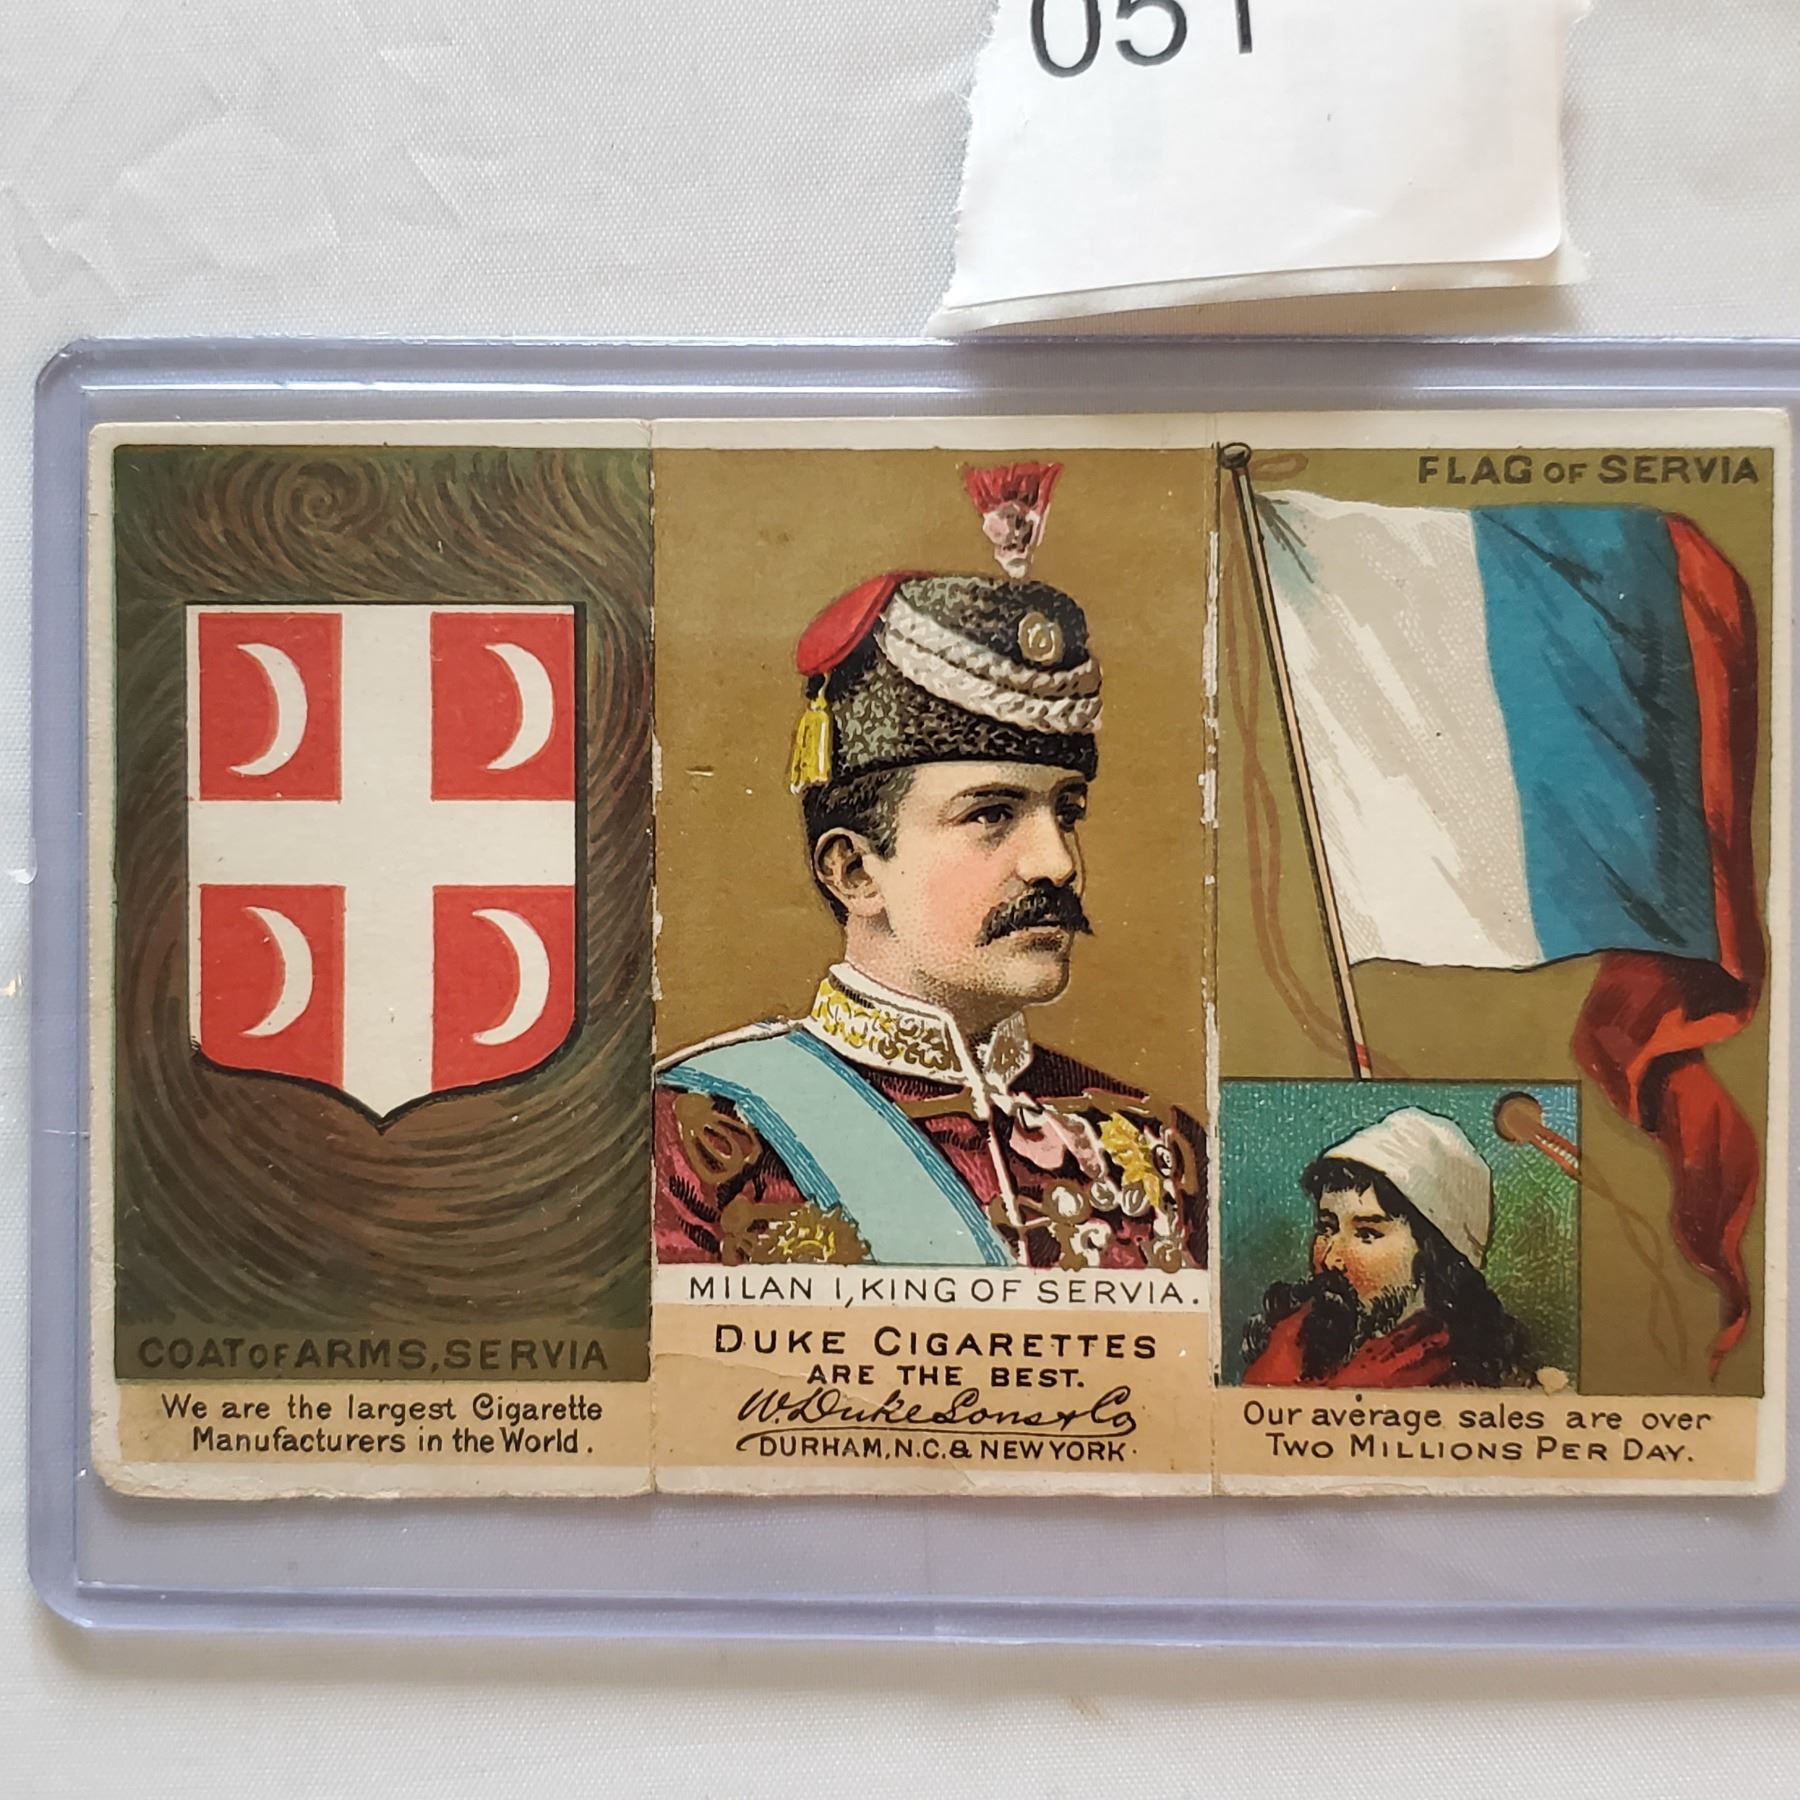 051
COAT OF ARMS, SERVIA
We are the largest Cigarette
Manufacturers in the World.
MILAN I, KING OF SERVIA.
DUKE CIGARETTES
ARE THE BEST.
W. Duke Sons & Co
DURHAM, N.C. & NEW YORK.
FLAG OF SERVIA
Our average sales are over
TWO MILLIONS PER DAY.